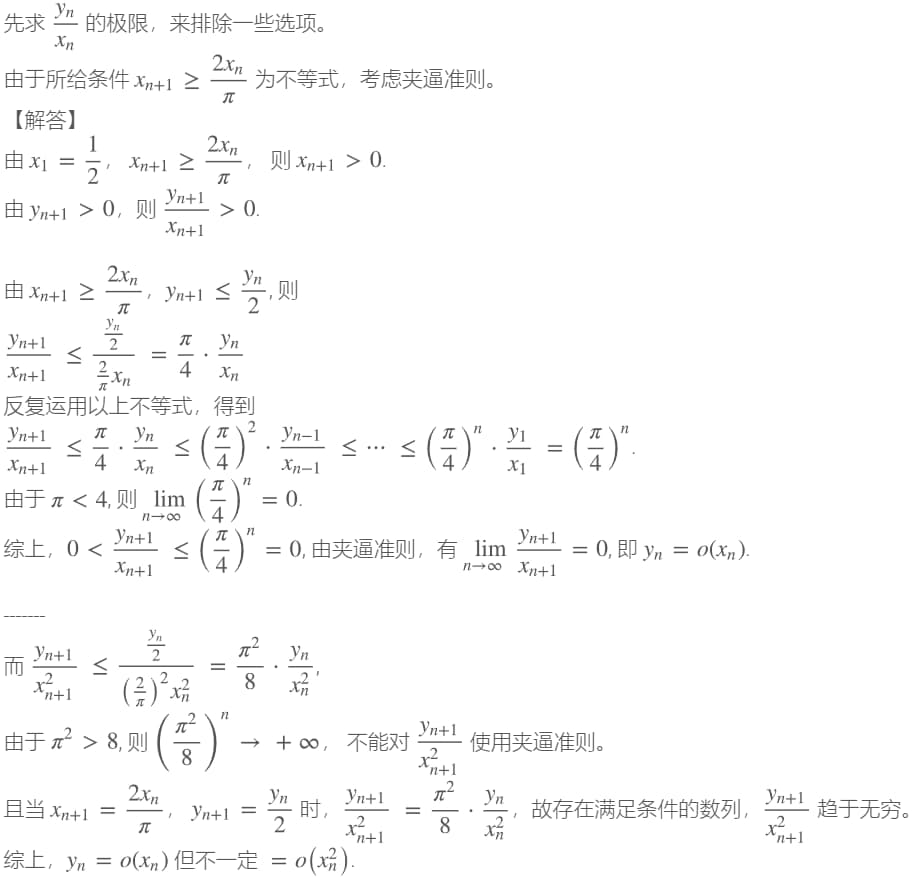 先求 $\frac{y_n}{x_n}$ 的极限，来排除一些选项。
由于所给条件 $x_{n+1} \geq \frac{2x_n}{\pi}$ 为不等式，考虑夹逼准则。
【解答】
由 $x_1 = \frac{1}{2}$， $x_{n+1} \geq \frac{2x_n}{\pi}$， 则 $x_{n+1} > 0$.
由 $y_{n+1} > 0$，则 $\frac{y_{n+1}}{x_{n+1}} > 0$.
由 $x_{n+1} \geq \frac{2x_n}{\pi}$，$y_{n+1} \leq \frac{y_n}{2}$, 则
$\frac{y_{n+1}}{x_{n+1}} \leq \frac{\frac{y_n}{2}}{\frac{2}{\pi}x_n} = \frac{\pi}{4} \cdot \frac{y_n}{x_n}$
反复运用以上不等式，得到
$\frac{y_{n+1}}{x_{n+1}} \leq \frac{\pi}{4} \cdot \frac{y_n}{x_n} \leq \left(\frac{\pi}{4}\right)^2 \cdot \frac{y_{n-1}}{x_{n-1}} \leq \cdots \leq \left(\frac{\pi}{4}\right)^n \cdot \frac{y_1}{x_1} = \left(\frac{\pi}{4}\right)^n$.
由于 $\pi < 4$, 则 $\lim_{n \to \infty} \left(\frac{\pi}{4}\right)^n = 0$.
综上，$0 < \frac{y_{n+1}}{x_{n+1}} \leq \left(\frac{\pi}{4}\right)^n = 0$, 由夹逼准则，有 $\lim_{n \to \infty} \frac{y_{n+1}}{x_{n+1}} = 0$, 即 $y_n = o(x_n)$.
-------
而 $\frac{y_{n+1}}{x_{n+1}^2} \leq \frac{\frac{y_n}{2}}{\left(\frac{2}{\pi}\right)^2 x_n^2} = \frac{\pi^2}{8} \cdot \frac{y_n}{x_n^2}$,
由于 $\pi^2 > 8$, 则 $\left(\frac{\pi^2}{8}\right)^n \to +\infty$， 不能对 $\frac{y_{n+1}}{x_{n+1}^2}$ 使用夹逼准则。
且当 $x_{n+1} = \frac{2x_n}{\pi}$， $y_{n+1} = \frac{y_n}{2}$ 时，$\frac{y_{n+1}}{x_{n+1}^2} = \frac{\pi^2}{8} \cdot \frac{y_n}{x_n^2}$，故存在满足条件的数列，$\frac{y_{n+1}}{x_{n+1}^2}$ 趋于无穷。
综上，$y_n = o(x_n)$ 但不一定 $= o(x_n^2)$.